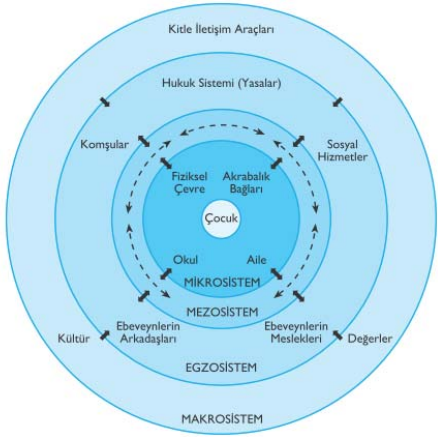 Kitle İletişim Araçları
Hukuk Sistemi (Yasalar)
Komşular
Sosyal
Hizmetler
Fiziksel
Çevre
Akrabalık
Bağları
Çocuk
Okul
Aile
MİKROSİSTEM
MEZOSİSTEM
Kültür
Ebeveynlerin
Arkadaşları
Ebeveynlerin
Meslekleri
Değerler
EGZOSİSTEM
MAKROSİSTEM